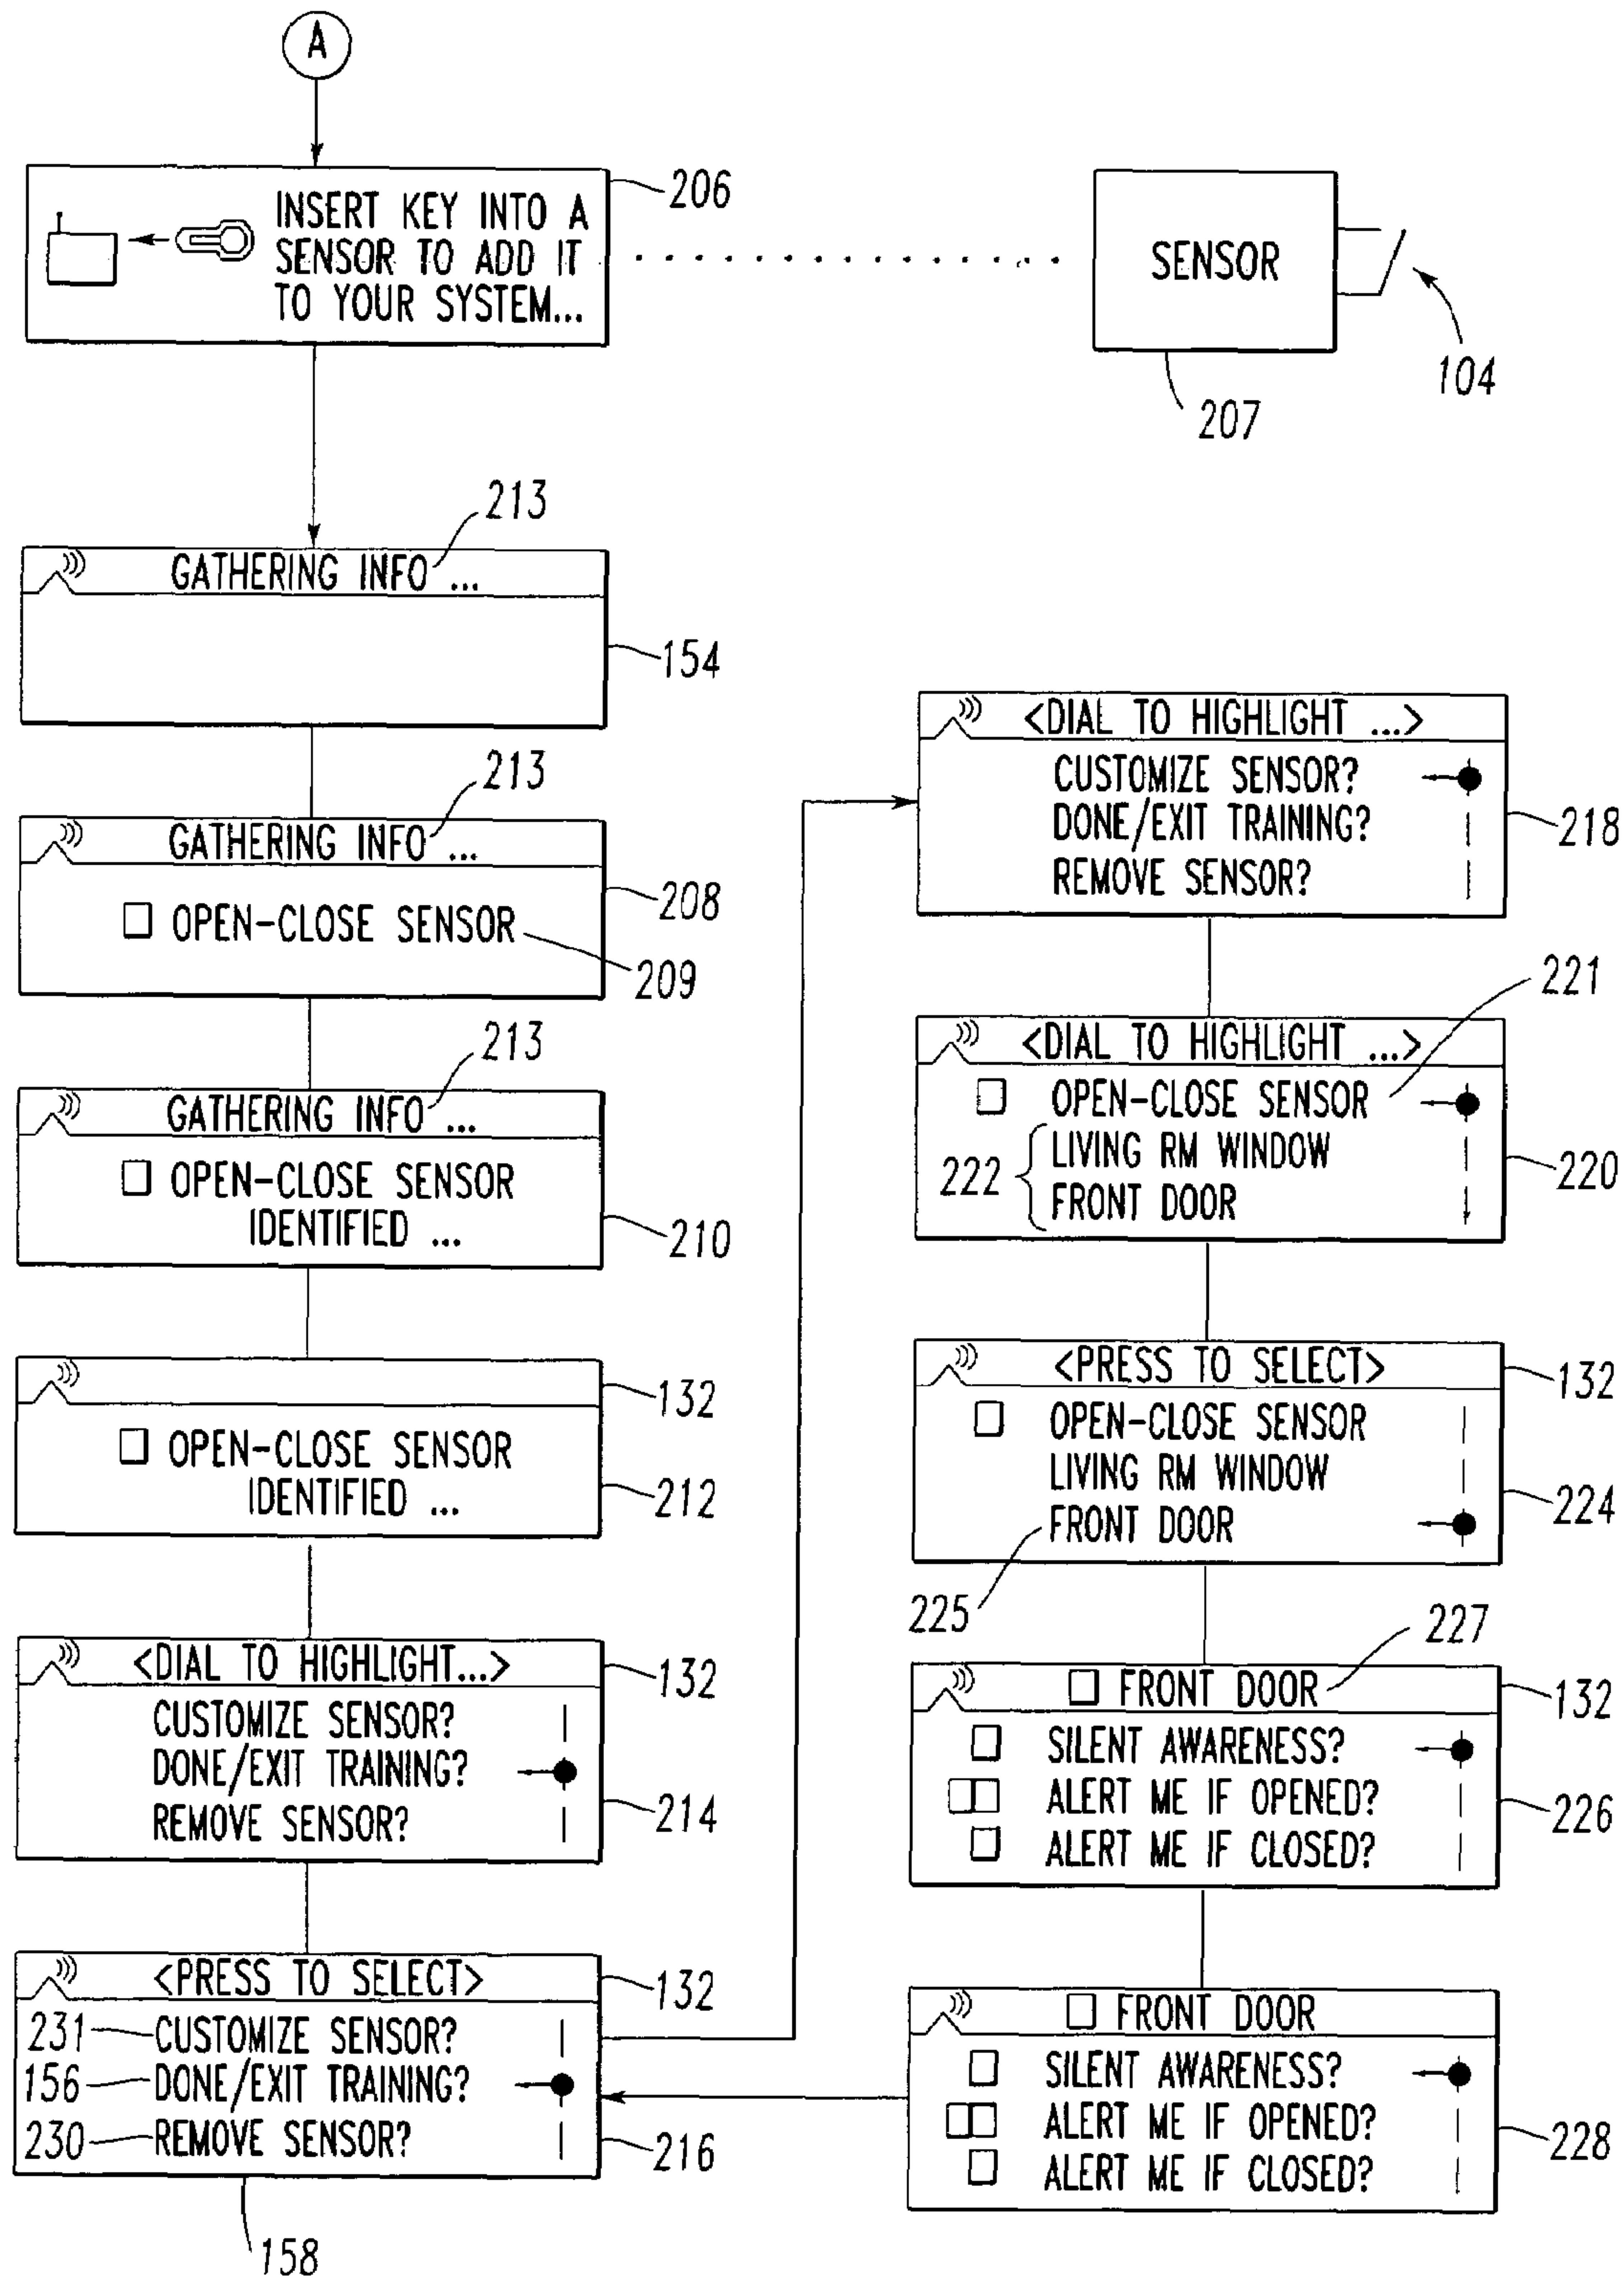 A
INSERT KEY INTO A
SENSOR TO ADD IT
TO YOUR SYSTEM...
206
SENSOR
104
207
213
GATHERING INFO ...
154
213
GATHERING INFO ...
208
OPEN-CLOSE SENSOR
209
213
GATHERING INFO ...
OPEN-CLOSE SENSOR
IDENTIFIED ...
210
132
OPEN-CLOSE SENSOR
IDENTIFIED ...
212
<DIAL TO HIGHLIGHT...>
132
CUSTOMIZE SENSOR?
DONE/EXIT TRAINING?
REMOVE SENSOR?
214
<PRESS TO SELECT>
132
231 CUSTOMIZE SENSOR?
156 DONE/EXIT TRAINING?
230 REMOVE SENSOR?
216
158
<DIAL TO HIGHLIGHT ...>
CUSTOMIZE SENSOR?
DONE/EXIT TRAINING?
218
REMOVE SENSOR?
221
<DIAL TO HIGHLIGHT ...>
OPEN-CLOSE SENSOR
LIVING RM WINDOW
222
220
FRONT DOOR
<PRESS TO SELECT>
132
OPEN-CLOSE SENSOR
LIVING RM WINDOW
224
FRONT DOOR
225
227
FRONT DOOR
132
SILENT AWARENESS?
ALERT ME IF OPENED?
226
ALERT ME IF CLOSED?
FRONT DOOR
SILENT AWARENESS?
ALERT ME IF OPENED?
228
ALERT ME IF CLOSED?